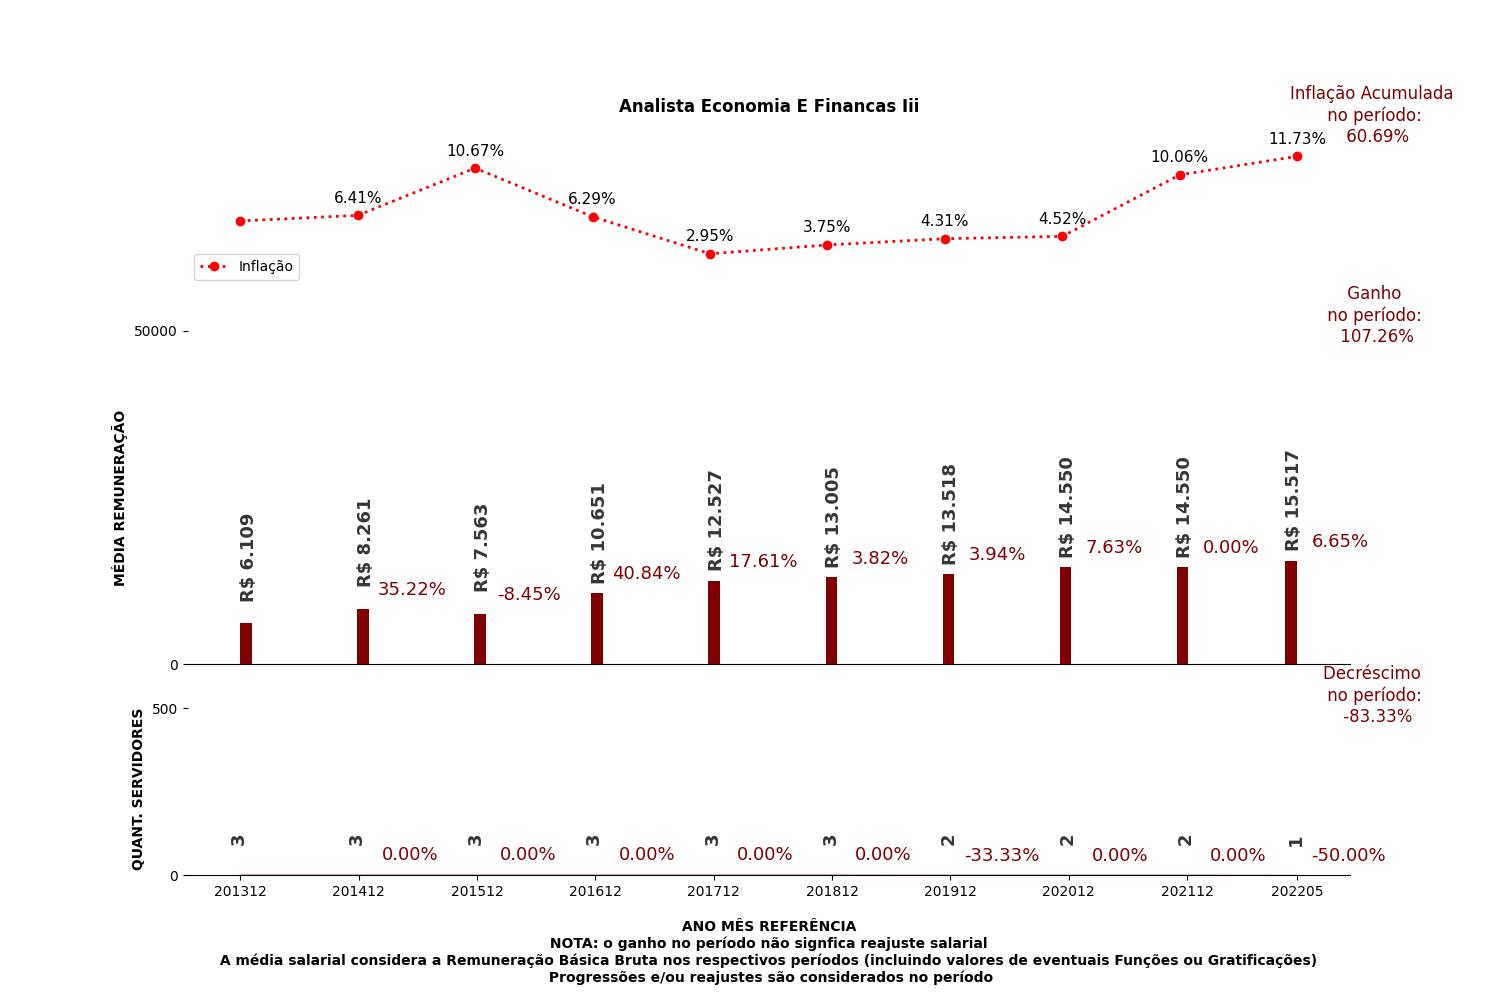 Analista Economia E Financas Iii
Inflação Acumulada
no período:
60.69%
6.41%
10.67%
6.29%
2.95%
3.75%
4.31%
4.52%
10.06%
11.73%
Inflação
Ganho
no período:
107.26%
MÉDIA REMUNERAÇÃO
50000
0
R$ 6.109
R$ 8.261
R$ 7.563
R$ 10.651
R$ 12.527
R$ 13.005
R$ 13.518
R$ 14.550
R$ 14.550
R$ 15.517
35.22%
-8.45%
40.84%
17.61%
3.82%
3.94%
7.63%
0.00%
6.65%
Decréscimo
no período:
-83.33%
QUANT. SERVIDORES
500
0
3
3
3
3
3
3
2
2
2
1
0.00%
0.00%
0.00%
0.00%
0.00%
-33.33%
0.00%
0.00%
-50.00%
201312
201412
201512
201612
201712
201812
201912
202012
202112
202205
ANO MÊS REFERÊNCIA
NOTA: o ganho no período não signfica reajuste salarial
A média salarial considera a Remuneração Básica Bruta nos respectivos períodos (incluindo valores de eventuais Funções ou Gratificações)
Progressões e/ou reajustes são considerados no período